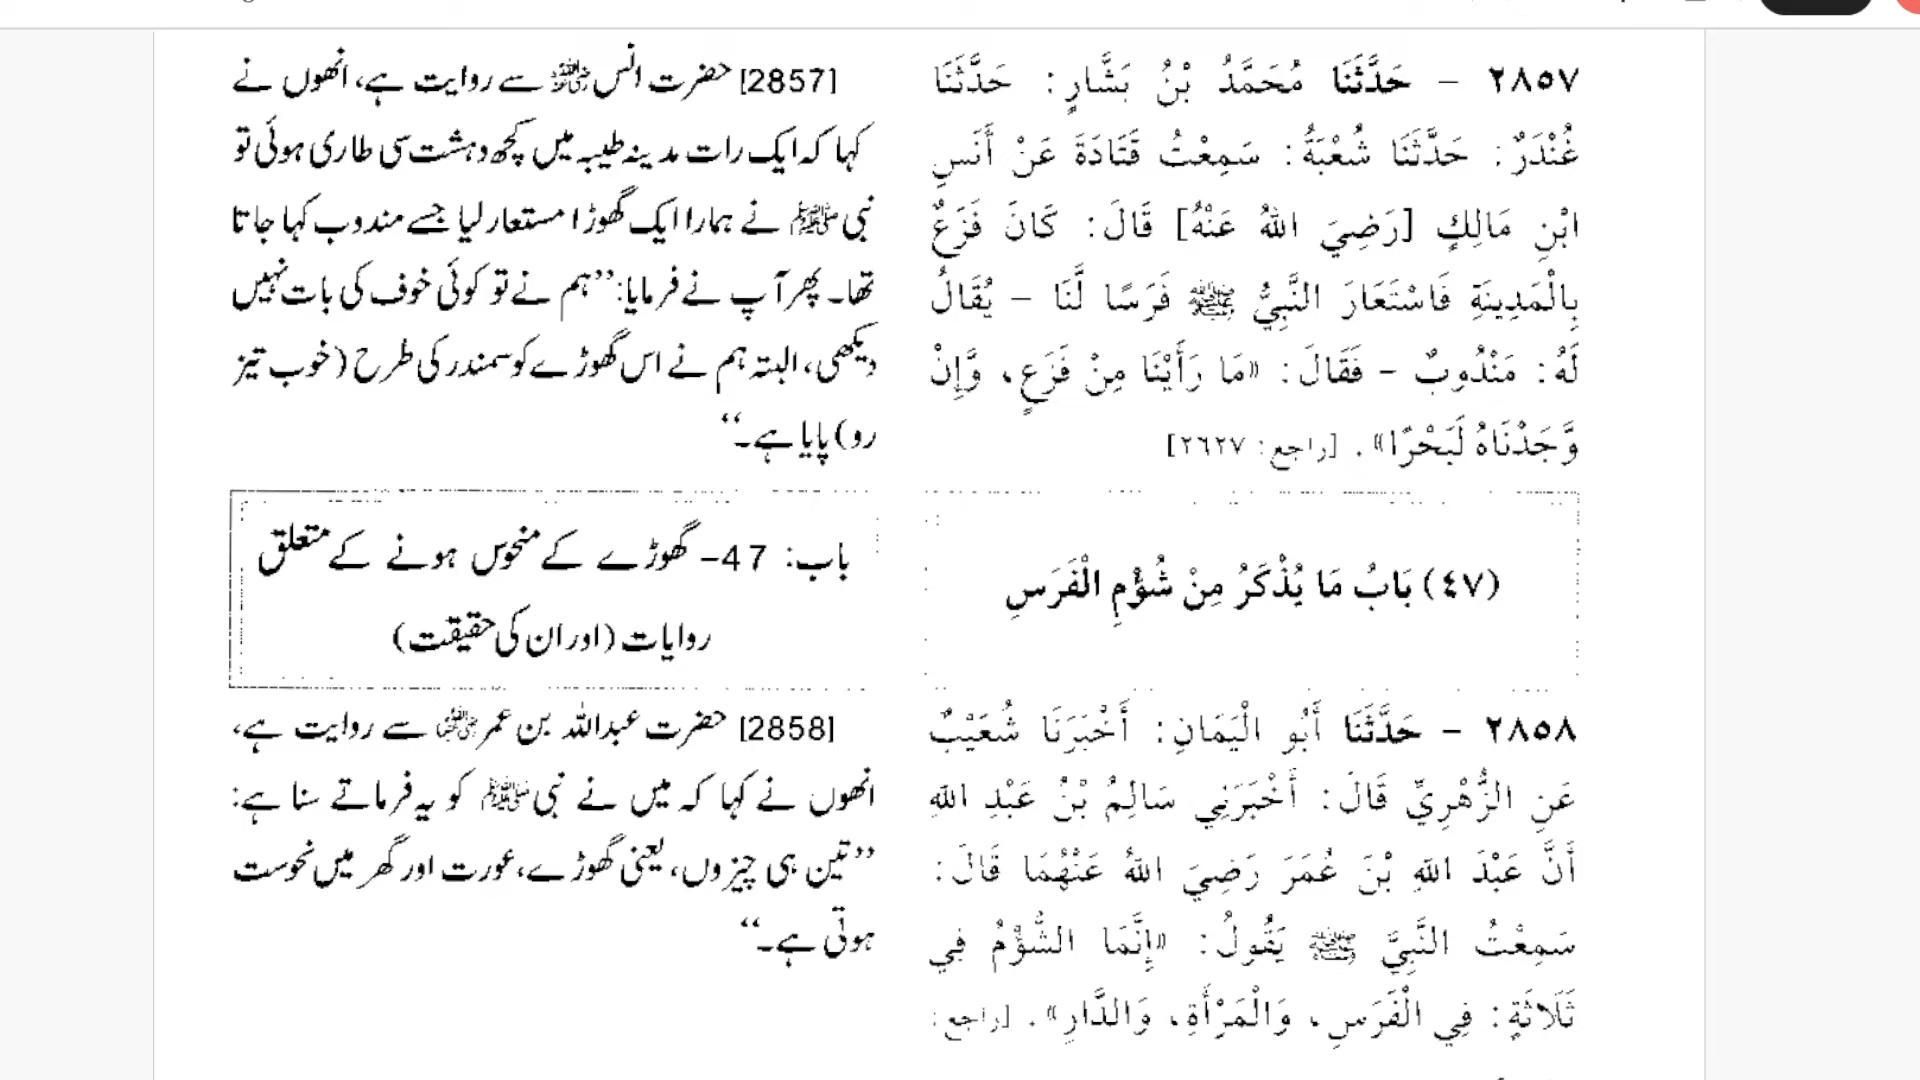 ٢٨٥٧ - حَدَّثَنَا مُحَمَّدُ بْنُ بَشَّارٍ: حَدَّثَنَا
غُنْدَرٌ: حَدَّثَنَا شُعْبَةُ: سَمِعْتُ قَتَادَةَ عَنْ أَنَسِ
ابْنِ مَالِكٍ [رَضِيَ اللهُ عَنْهُ] قَالَ: كَانَ فَزَعٌ
بِالْمَدِينَةِ فَاسْتَعَارَ النَّبِيُّ ﷺ فَرَسًا لَّنَا - يُقَالُ
لَهُ: مَنْدُوبٌ - فَقَالَ: «مَا رَأَيْنَا مِنْ فَزَعٍ، وَّإِنْ
وَّجَدْنَاهُ لَبَحْرًا». [راجع: ٢٦٢٧]
(٤٧) بَابُ مَا يُذْكَرُ مِنْ شُؤْمِ الْفَرَسِ
٢٨٥٨ - حَدَّثَنَا أَبُو الْيَمَانِ: أَخْبَرَنَا شُعَيْبٌ
عَنِ الزُّهْرِيِّ قَالَ: أَخْبَرَنِي سَالِمُ بْنُ عَبْدِ اللهِ
أَنَّ عَبْدَ اللهِ بْنَ عُمَرَ رَضِيَ اللهُ عَنْهُمَا قَالَ:
سَمِعْتُ النَّبِيَّ ﷺ يَقُولُ: «إِنَّمَا الشُّؤْمُ فِي
ثَلَاثَةٍ: فِي الْفَرَسِ، وَالْمَرْأَةِ، وَالدَّارِ». [راجع:
[2857] حضرت انس ؓ سے روایت ہے، انھوں نے
کہا کہ ایک رات مدینہ طیبہ میں کچھ دہشت سی طاری ہوئی تو
نبی ﷺ نے ہمارا ایک گھوڑا مستعار لیا جسے مندوب کہا جاتا
تھا۔ پھر آپ نے فرمایا: ’’ہم نے تو کوئی خوف کی بات نہیں
دیکھی، البتہ ہم نے اس گھوڑے کو سمندر کی طرح (خوب تیز
رو) پایا ہے۔‘‘
باب: 47- گھوڑے کے منحوس ہونے کے متعلق
روایات (اور ان کی حقیقت)
[2858] حضرت عبداللہ بن عمر ؓ سے روایت ہے،
انھوں نے کہا کہ میں نے نبی ﷺ کو یہ فرماتے سنا ہے:
’’تین ہی چیزوں، یعنی گھوڑے، عورت اور گھر میں نحوست
ہوتی ہے۔‘‘